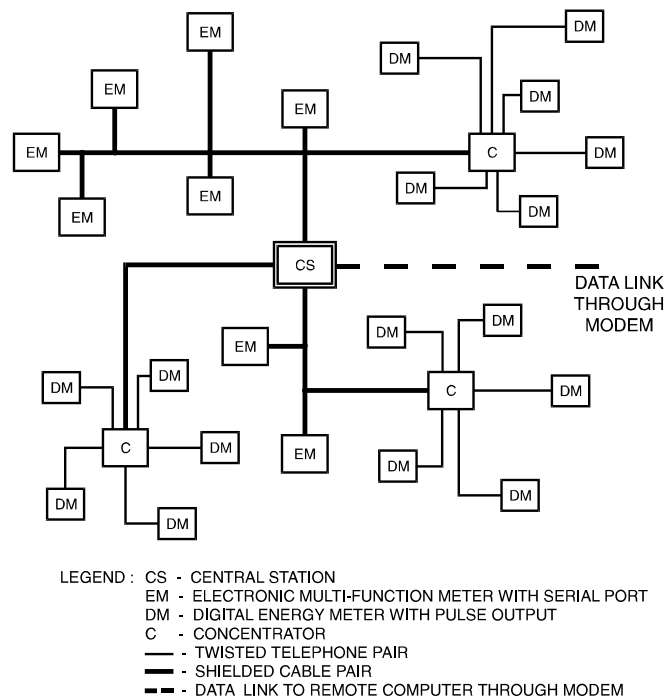 DM
EM
DM
EM
DM
EM
EM
C
DM
EM
DM
EM
DM
CS
DATA LINK
THROUGH
MODEM
DM
DM
EM
DM
DM
C
DM
C
DM
EM
DM
DM
DM
DM
LEGEND : CS - CENTRAL STATION
EM - ELECTRONIC MULTI-FUNCTION METER WITH SERIAL PORT
DM - DIGITAL ENERGY METER WITH PULSE OUTPUT
C - CONCENTRATOR
- TWISTED TELEPHONE PAIR
- SHIELDED CABLE PAIR
- DATA LINK TO REMOTE COMPUTER THROUGH MODEM